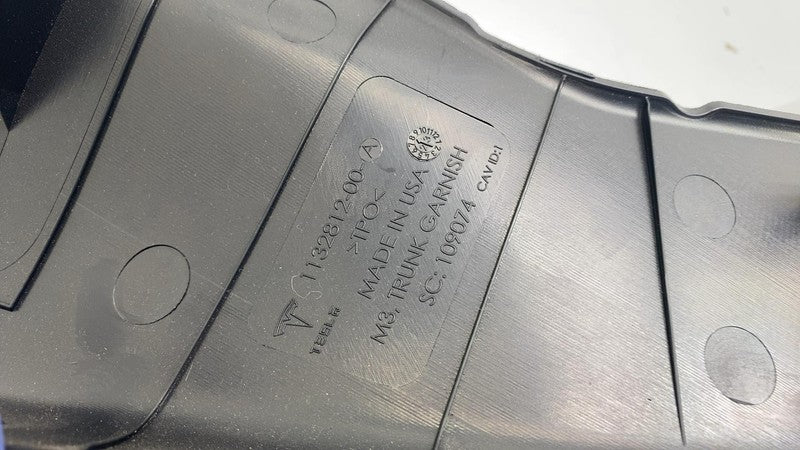 1132812-00-A
>TPO<
MADE IN USA
M3, TRUNK GARNISH
SC: 109074
CAV ID:1
TESLA